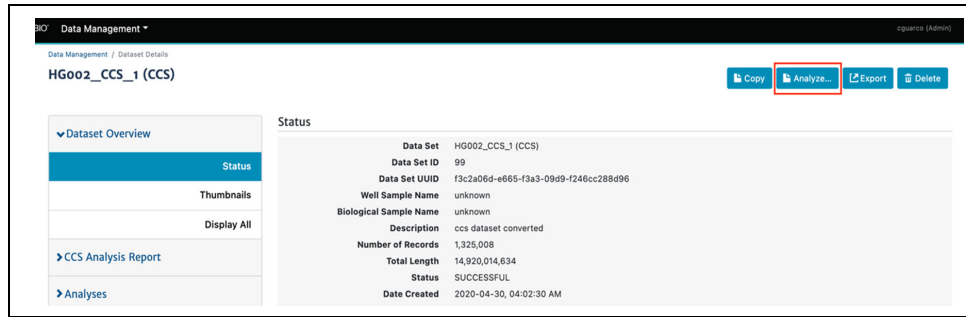 BIO Data Management cguarco (Admin)
Data Management / Dataset Details
HG002_CCS_1 (CCS)
Copy Analyze... Export Delete
Dataset Overview
Status
Thumbnails
Display All
CCS Analysis Report
Analyses
Status
Data Set HG002_CCS_1 (CCS)
Data Set ID 99
Data Set UUID f3c2a06d-e665-f3a3-09d9-f246cc288d96
Well Sample Name unknown
Biological Sample Name unknown
Description ccs dataset converted
Number of Records 1,325,008
Total Length 14,920,014,634
Status SUCCESSFUL
Date Created 2020-04-30, 04:02:30 AM